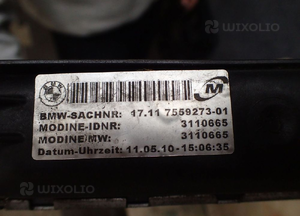 WIXOLIO
BMW-SACHNR: 17.11 7559273-01
MODINE-IDNR: 3110665
MODINE-MW: 3110665
Datum-Uhrzeit: 11.05.10-15:06:35
WIXOLIO